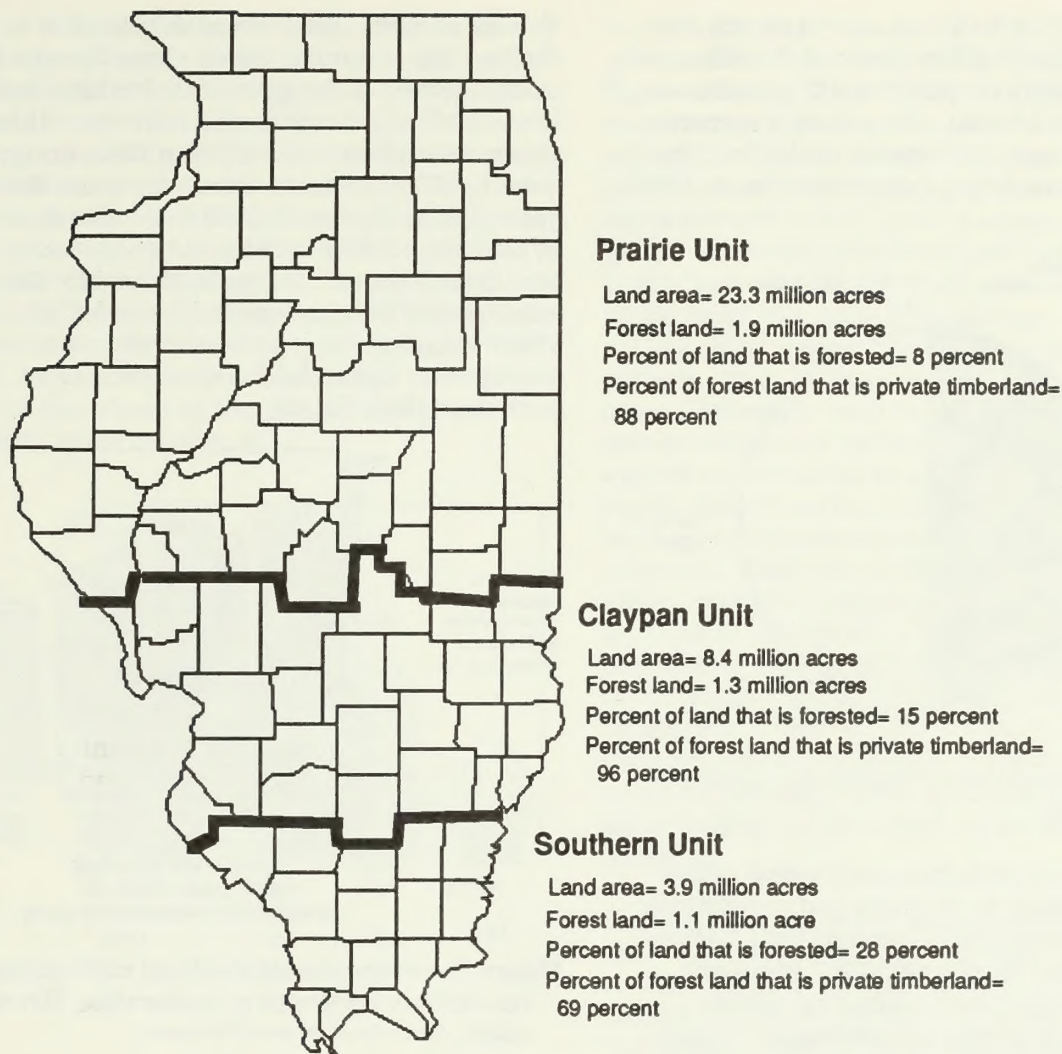 Prairie Unit
Land area= 23.3 million acres
Forest land= 1.9 million acres
Percent of land that is forested= 8 percent
Percent of forest land that is private timberland=
88 percent
Claypan Unit
Land area= 8.4 million acres
Forest land= 1.3 million acres
Percent of land that is forested= 15 percent
Percent of forest land that is private timberland=
96 percent
Southern Unit
Land area= 3.9 million acres
Forest land= 1.1 million acre
Percent of land that is forested= 28 percent
Percent of forest land that is private timberland=
69 percent